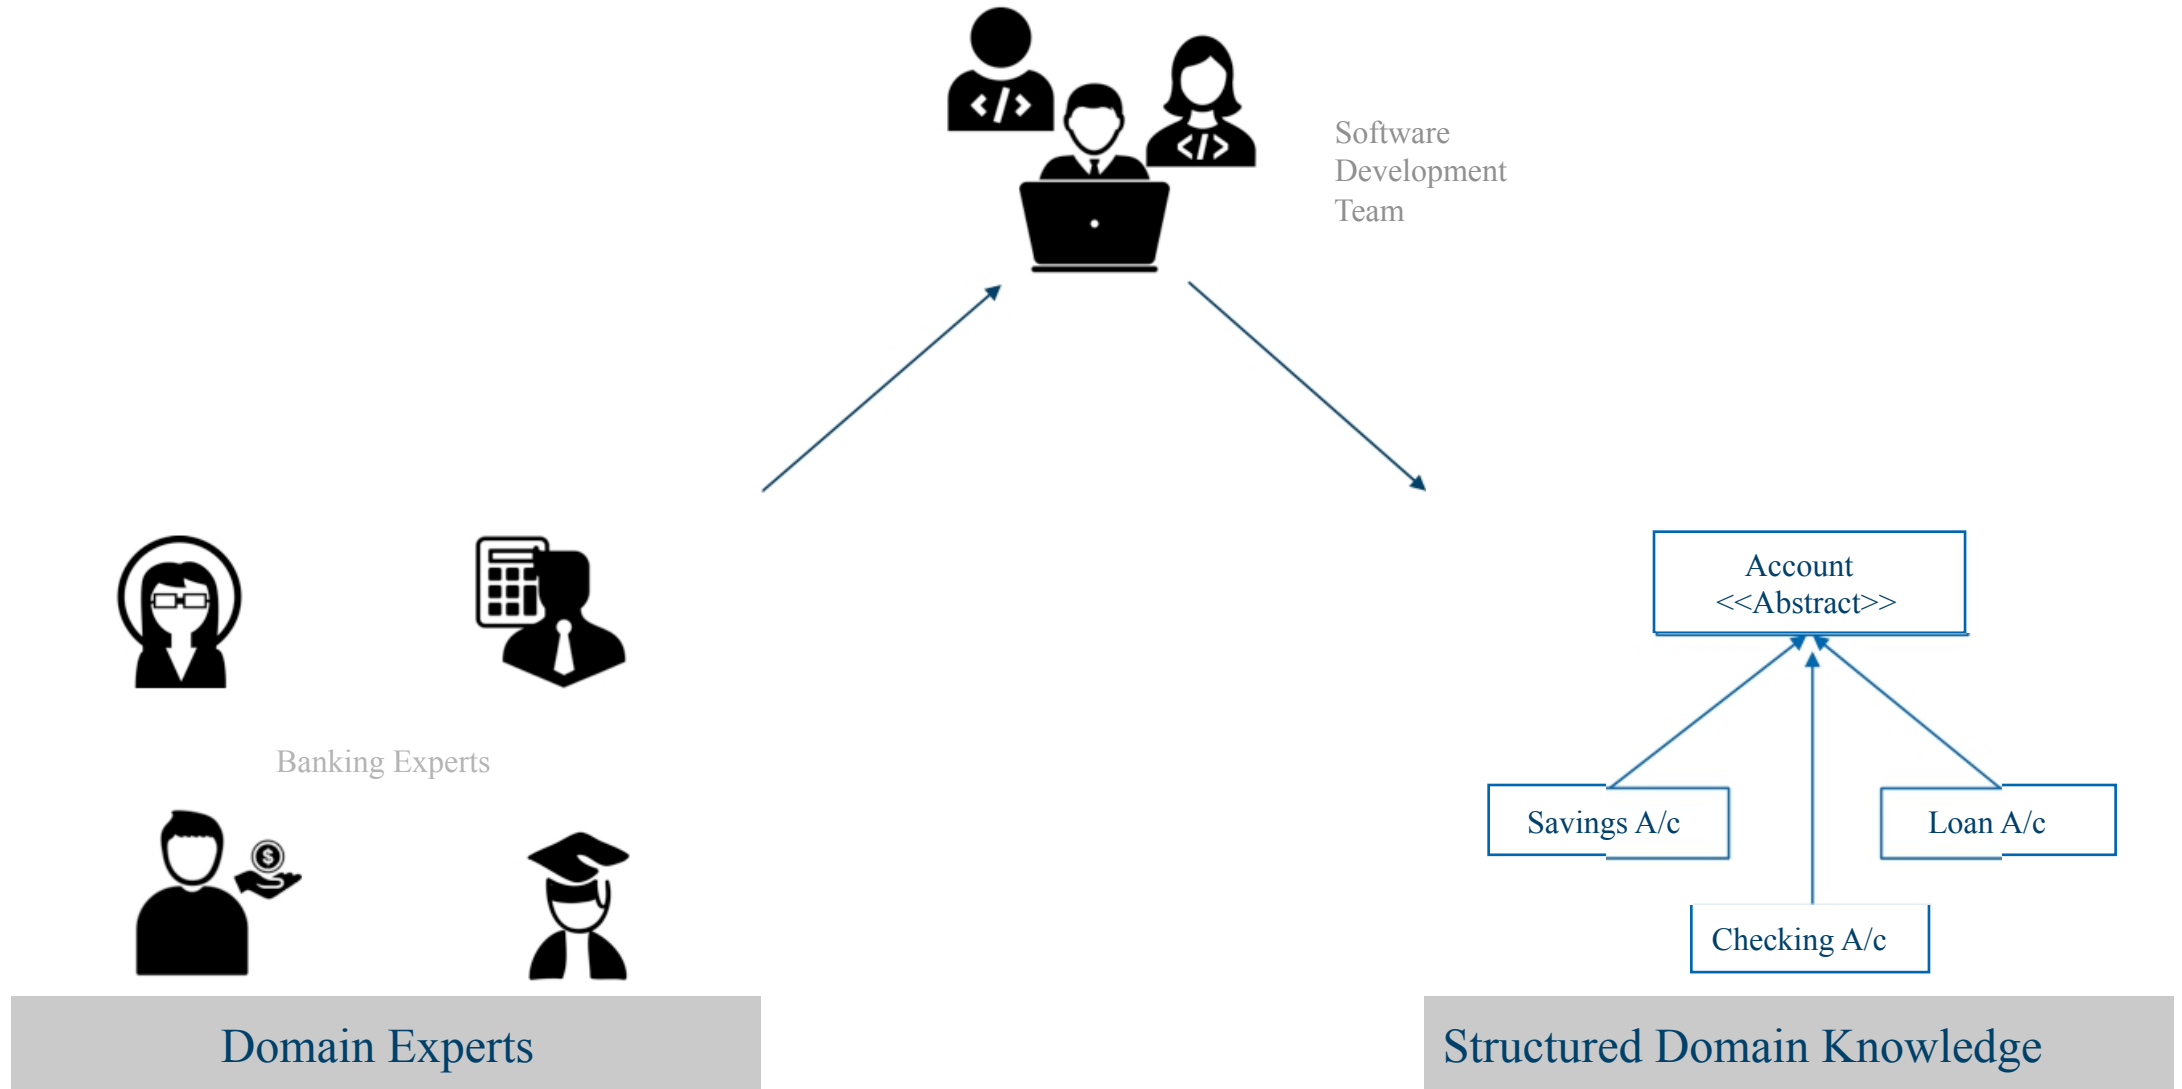 </>
</>
Software
Development
Team
$
Banking Experts
Account
<<Abstract>>
Savings A/c
Loan A/c
Checking A/c
Domain Experts
Structured Domain Knowledge